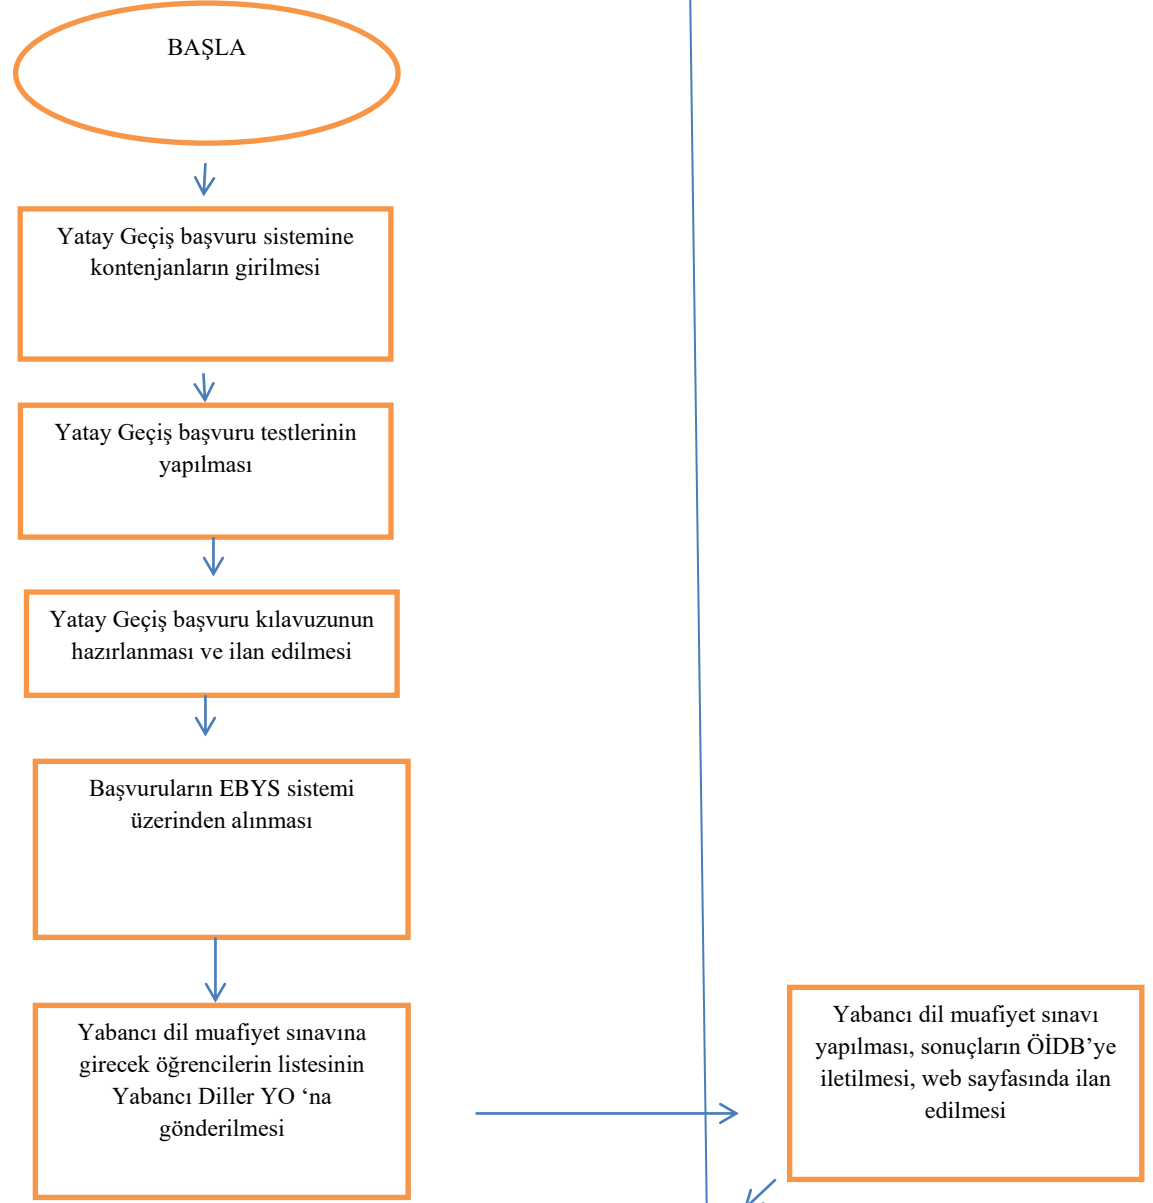 BAŞLA
Yatay Geçiş başvuru sistemine
kontenjanların girilmesi
Yatay Geçiş başvuru testlerinin
yapılması
Yatay Geçiş başvuru kılavuzunun
hazırlanması ve ilan edilmesi
Başvuruların EBYS sistemi
üzerinden alınması
Yabancı dil muafiyet sınavına
girecek öğrencilerin listesinin
Yabancı Diller YO ‘na
gönderilmesi
Yabancı dil muafiyet sınavı
yapılması, sonuçların ÖİDB’ye
iletilmesi, web sayfasında ilan
edilmesi